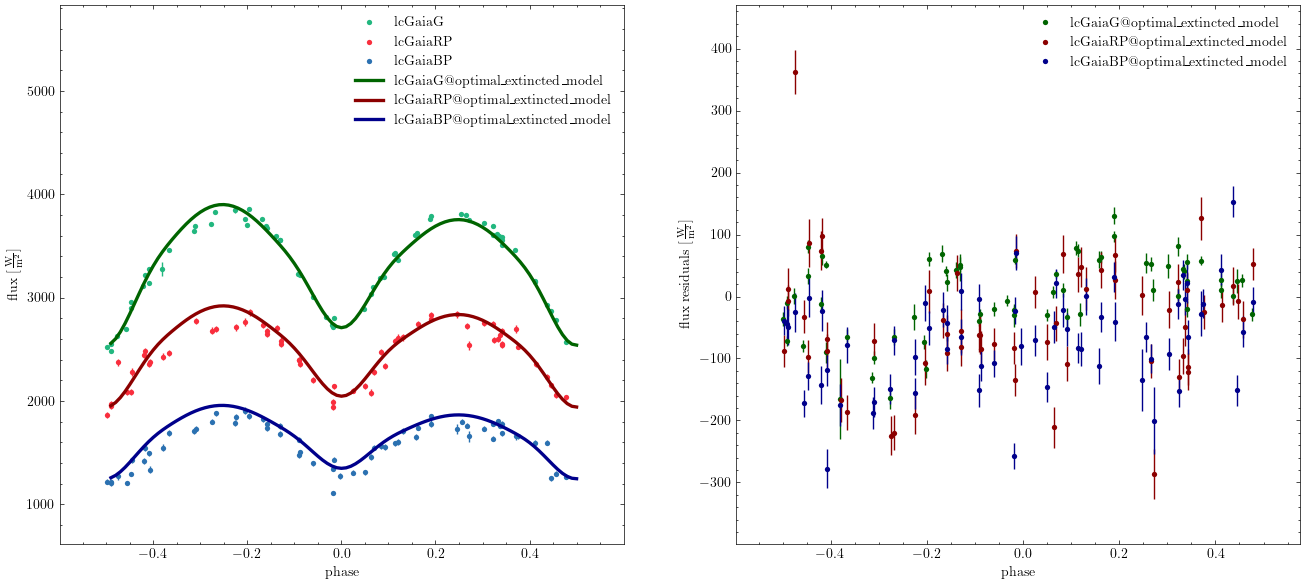 lcGaiaG
lcGaiaRP
lcGaiaBP
lcGaiaG@optimal_extincted_model
lcGaiaRP@optimal_extincted_model
lcGaiaBP@optimal_extincted_model
5000
4000
3000
2000
1000
flux [W/m²]
−0.4 −0.2 0.0 0.2 0.4
phase
lcGaiaG@optimal_extincted_model
lcGaiaRP@optimal_extincted_model
lcGaiaBP@optimal_extincted_model
400
300
200
100
0
−100
−200
−300
flux residuals [W/m²]
−0.4 −0.2 0.0 0.2 0.4
phase